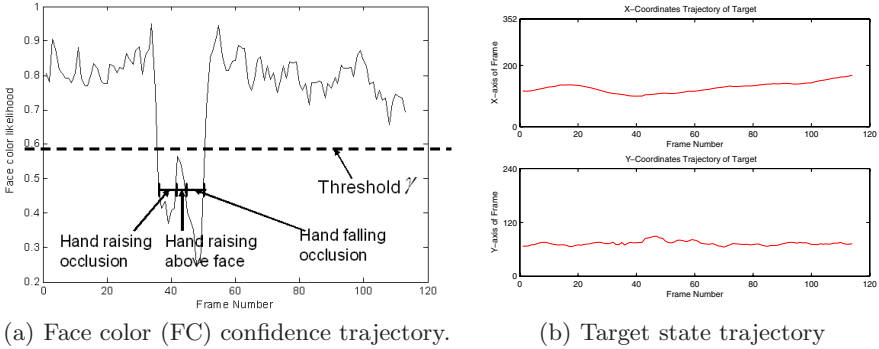 1
0.9
0.8
0.7
0.6
0.5
0.4
0.3
0.2
Face color likelihood
Threshold γ
Hand raising occlusion
Hand raising above face
Hand falling occlusion
0 20 40 60 80 100 120
Frame Number
(a) Face color (FC) confidence trajectory.
X-Coordinates Trajectory of Target
352
200
0
X-axis of Frame
0 20 40 60 80 100 120
Frame Number
Y-Coordinates Trajectory of Target
240
120
0
Y-axis of Frame
0 20 40 60 80 100 120
Frame Number
(b) Target state trajectory